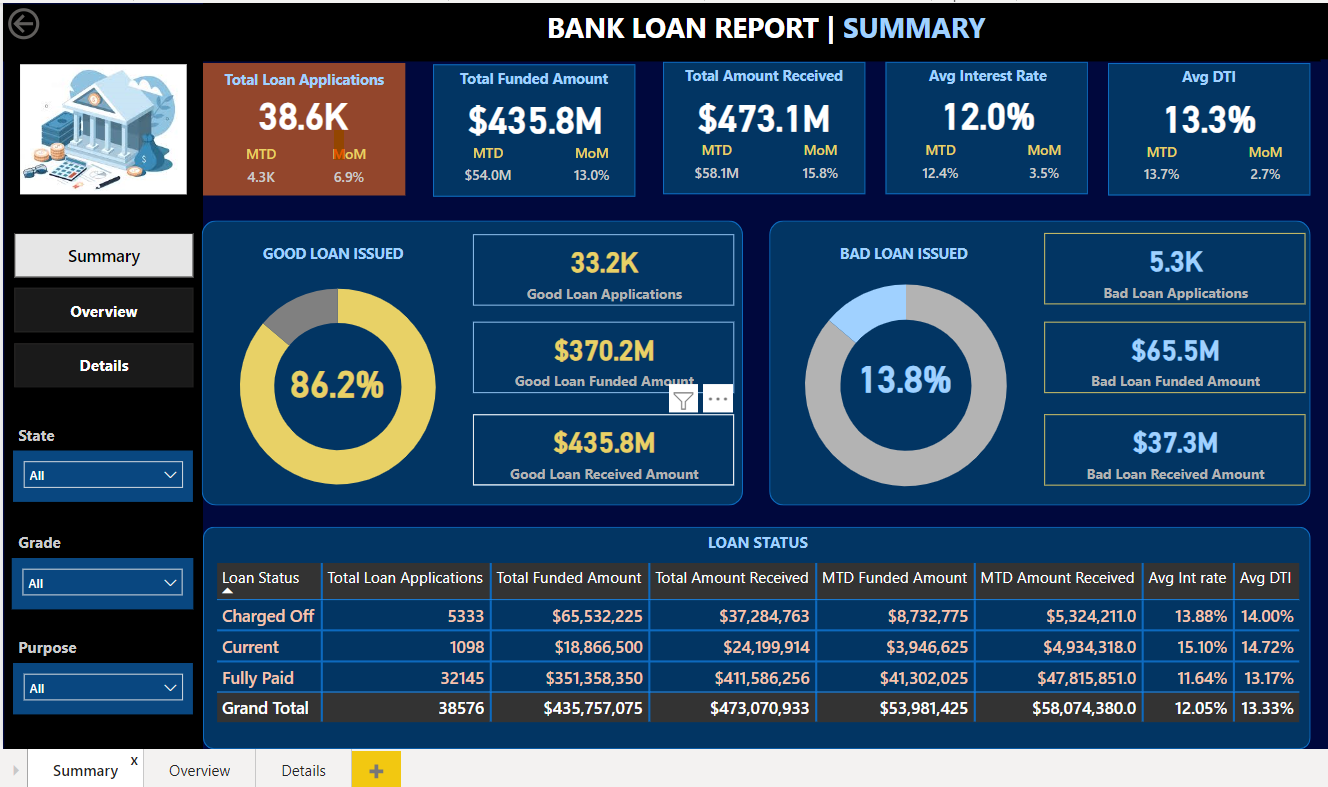 BANK LOAN REPORT | SUMMARY
Total Loan Applications
38.6K
MTD MoM
4.3K 6.9%
Total Funded Amount
$435.8M
MTD MoM
$54.0M 13.0%
Total Amount Received
$473.1M
MTD MoM
$58.1M 15.8%
Avg Interest Rate
12.0%
MTD MoM
12.4% 3.5%
Avg DTI
13.3%
MTD MoM
13.7% 2.7%
Summary
Overview
Details
State
All
Grade
All
Purpose
All
GOOD LOAN ISSUED
86.2%
33.2K
Good Loan Applications
$370.2M
Good Loan Funded Amount
$435.8M
Good Loan Received Amount
BAD LOAN ISSUED
13.8%
5.3K
Bad Loan Applications
$65.5M
Bad Loan Funded Amount
$37.3M
Bad Loan Received Amount
LOAN STATUS
Loan Status Total Loan Applications Total Funded Amount Total Amount Received MTD Funded Amount MTD Amount Received Avg Int rate Avg DTI
Charged Off 5333 $65,532,225 $37,284,763 $8,732,775 $5,324,211.0 13.88% 14.00%
Current 1098 $18,866,500 $24,199,914 $3,946,625 $4,934,318.0 15.10% 14.72%
Fully Paid 32145 $351,358,350 $411,586,256 $41,302,025 $47,815,851.0 11.64% 13.17%
Grand Total 38576 $435,757,075 $473,070,933 $53,981,425 $58,074,380.0 12.05% 13.33%
Summary x Overview Details +